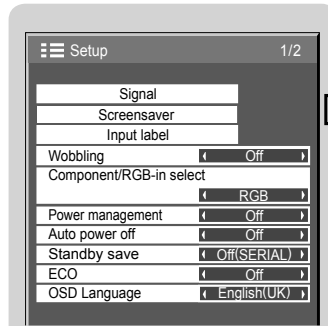 Setup 1/2
Signal
Screensaver
Input label
Wobbling Off
Component/RGB-in select
RGB
Power management Off
Auto power off Off
Standby save Off(SERIAL)
ECO Off
OSD Language English(UK)